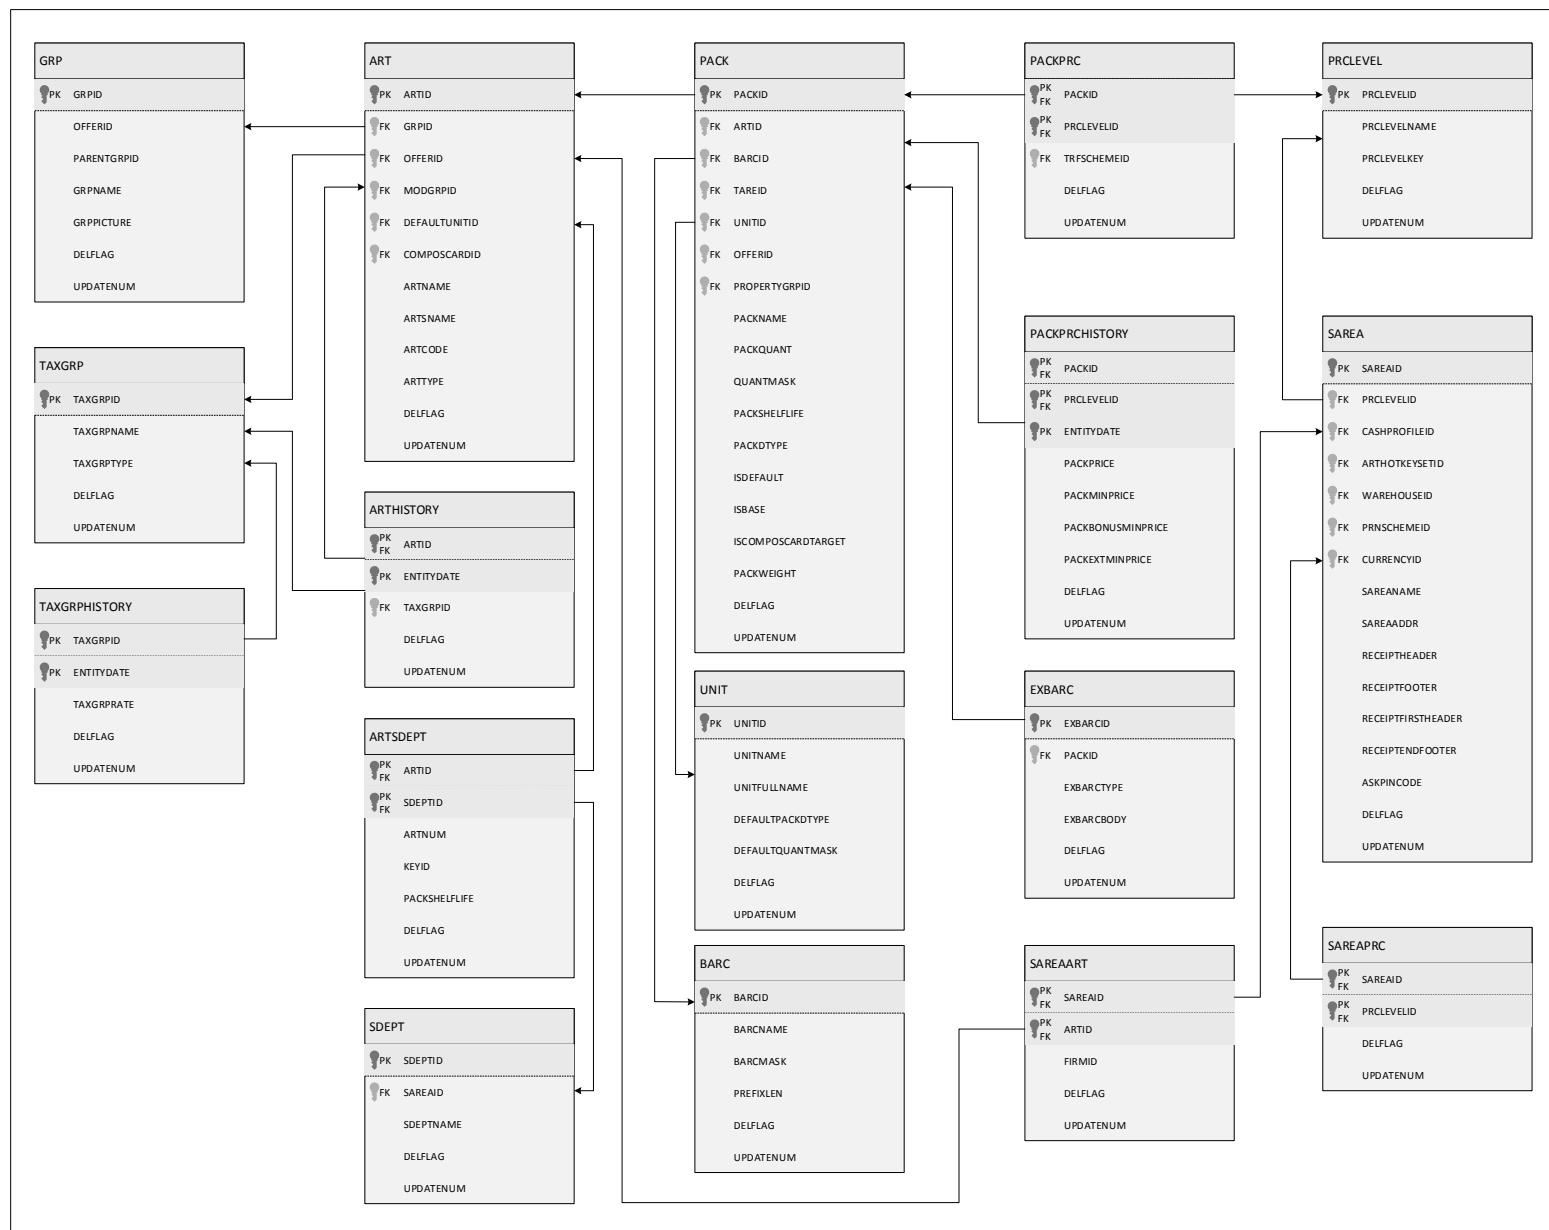 GRP
PK GRPID
OFFERID
PARENTGRPID
GRPNAME
GRPPICTURE
DELFLAG
UPDATENUM
TAXGRP
PK TAXGRPID
TAXGRPNAME
TAXGRPTYPE
DELFLAG
UPDATENUM
TAXGRPHISTORY
PK TAXGRPID
PK ENTITYDATE
TAXGRPRATE
DELFLAG
UPDATENUM
ART
PK ARTID
FK GRPID
FK OFFERID
FK MODGRPID
FK DEFAULTUNITID
FK COMPOSCARDID
ARTNAME
ARTSNAME
ARTCODE
ARTTYPE
DELFLAG
UPDATENUM
ARTHISTORY
PK FK ARTID
PK ENTITYDATE
FK TAXGRPID
DELFLAG
UPDATENUM
ARTSDEPT
PK FK ARTID
PK FK SDEPTID
ARTNUM
KEYID
PACKSHELFLIFE
DELFLAG
UPDATENUM
SDEPT
PK SDEPTID
FK SAREAID
SDEPTNAME
DELFLAG
UPDATENUM
PACK
PK PACKID
FK ARTID
FK BARCID
FK TAREID
FK UNITID
FK OFFERID
FK PROPERTYGRPID
PACKNAME
PACKQUANT
QUANTMASK
PACKSHELFLIFE
PACKDTYPE
ISDEFAULT
ISBASE
ISCOMPOSCARDTARGET
PACKWEIGHT
DELFLAG
UPDATENUM
UNIT
PK UNITID
UNITNAME
UNITFULLNAME
DEFAULTPACKDTYPE
DEFAULTQUANTMASK
DELFLAG
UPDATENUM
BARC
PK BARCID
BARCNAME
BARCMASK
PREFIXLEN
DELFLAG
UPDATENUM
PACKPRC
PK FK PACKID
PK FK PRCLEVELID
FK TRFSCHEMEID
DELFLAG
UPDATENUM
PACKPRCHISTORY
PK FK PACKID
PK FK PRCLEVELID
PK ENTITYDATE
PACKPRICE
PACKMINPRICE
PACKBONUSMINPRICE
PACKEXTMINPRICE
DELFLAG
UPDATENUM
EXBARC
PK EXBARCID
FK PACKID
EXBARCTYPE
EXBARCBODY
DELFLAG
UPDATENUM
SAREAART
PK FK SAREAID
PK FK ARTID
FIRMID
DELFLAG
UPDATENUM
PRCLEVEL
PK PRCLEVELID
PRCLEVELNAME
PRCLEVELKEY
DELFLAG
UPDATENUM
SAREA
PK SAREAID
FK PRCLEVELID
FK CASHPROFILEID
FK ARTHOTKEYSETID
FK WAREHOUSEID
FK PRNSCHEMEID
FK CURRENCYID
SAREANAME
SAREAADDR
RECEIPTHEADER
RECEIPTFOOTER
RECEIPTFIRSTHEADER
RECEIPTENDFOOTER
ASKPINCODE
DELFLAG
UPDATENUM
SAREAPRC
PK FK SAREAID
PK FK PRCLEVELID
DELFLAG
UPDATENUM